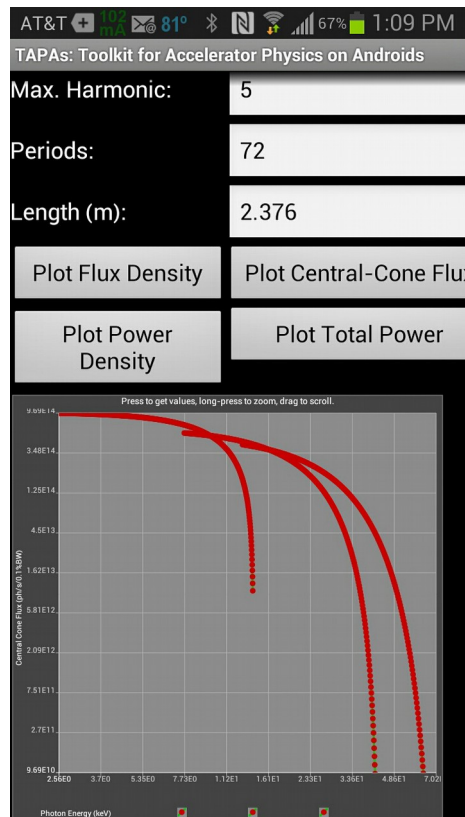 AT&T 102 mA 81° 67% 1:09 PM
TAPAs: Toolkit for Accelerator Physics on Androids
Max. Harmonic: 5
Periods: 72
Length (m): 2.376
Plot Flux Density Plot Central-Cone Flu
Plot Power Density Plot Total Power
Press to get values, long-press to zoom, drag to scroll.
9.69E14
3.48E14
1.25E14
4.5E13
1.62E13
5.81E12
2.09E12
7.51E11
2.7E11
9.69E10
Central Cone Flux (ph/s/0.1%BW)
2.56E0 3.7E0 5.35E0 7.73E0 1.12E1 1.61E1 2.33E1 3.36E1 4.86E1 7.02
Photon Energy (keV)